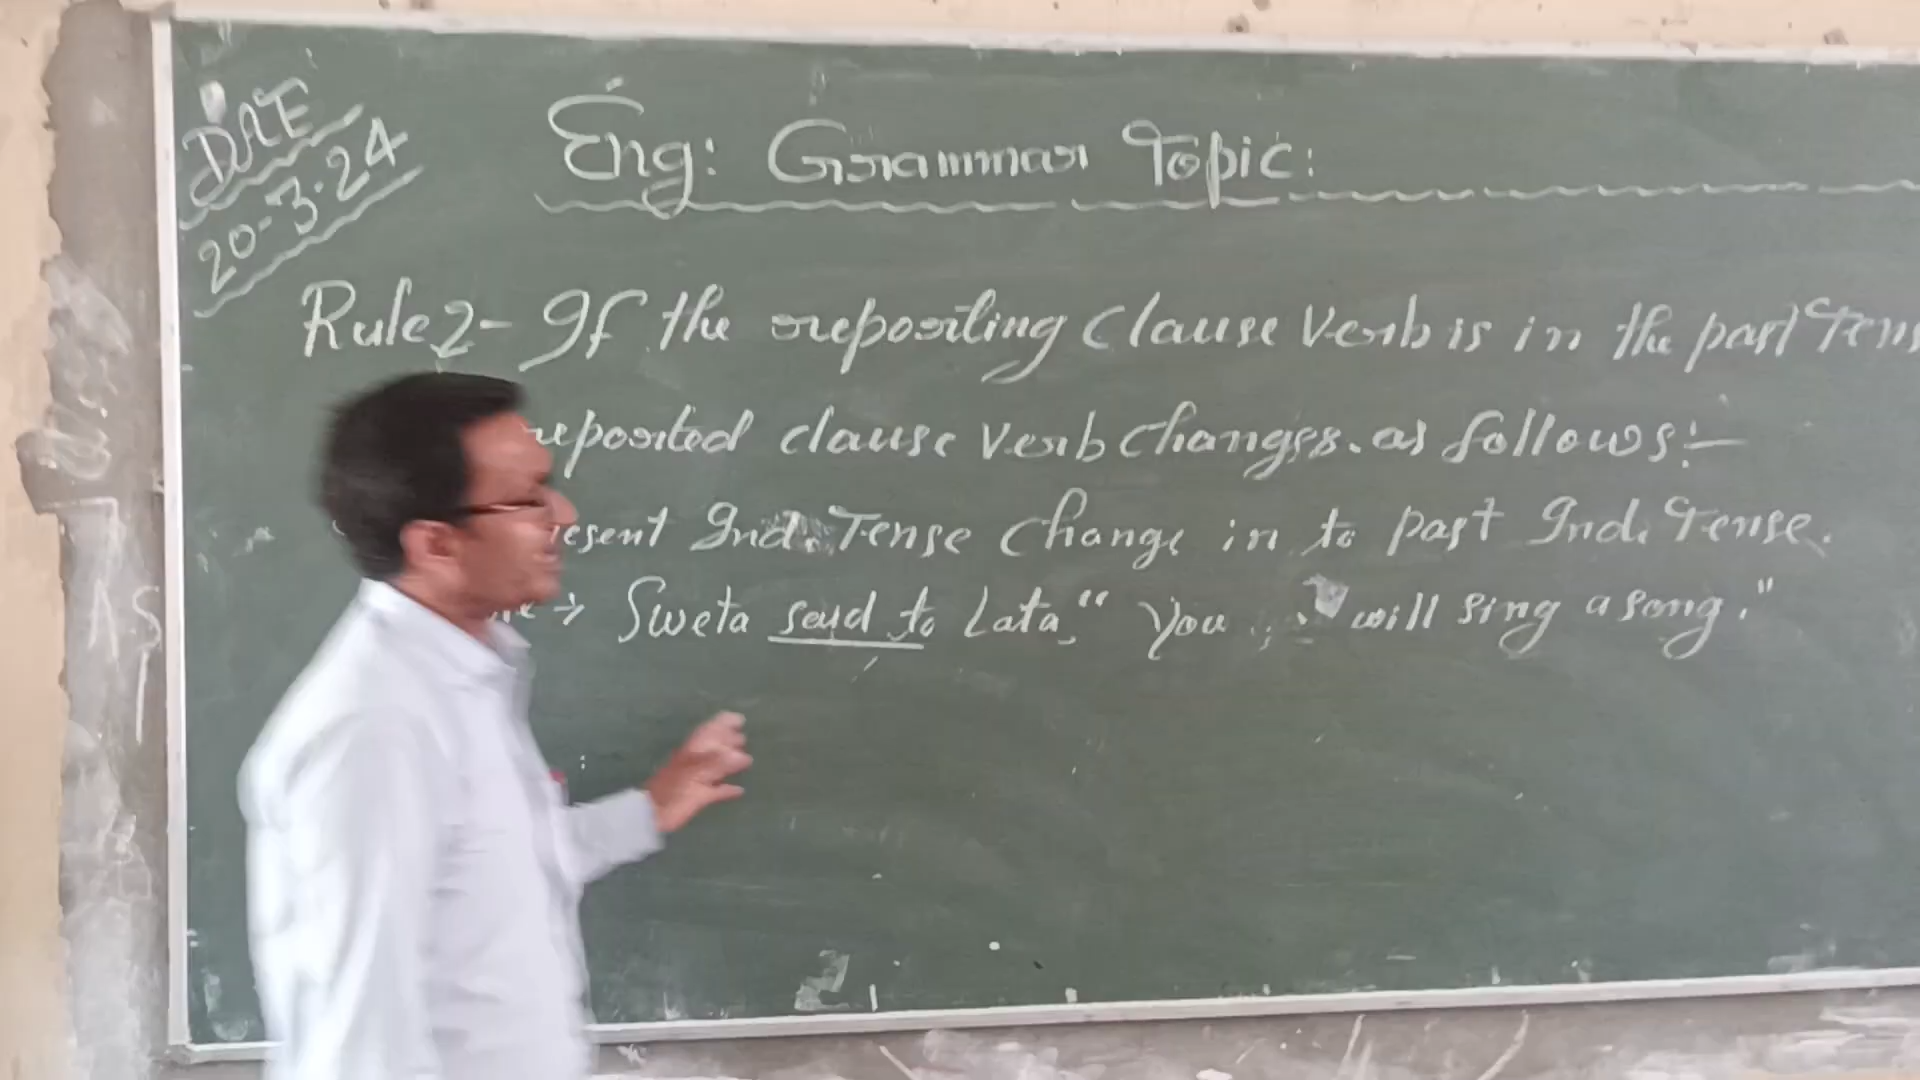 DATE
20-3-24
Eng: Grammar Topic:
Rule 2- If the reporting clause Verb is in the past Tens
reported clause Verb changes. as follows:-
resent Ind. Tense Change in to past Ind. Tense.
→ Sweta said to Lata," You will sing a song."